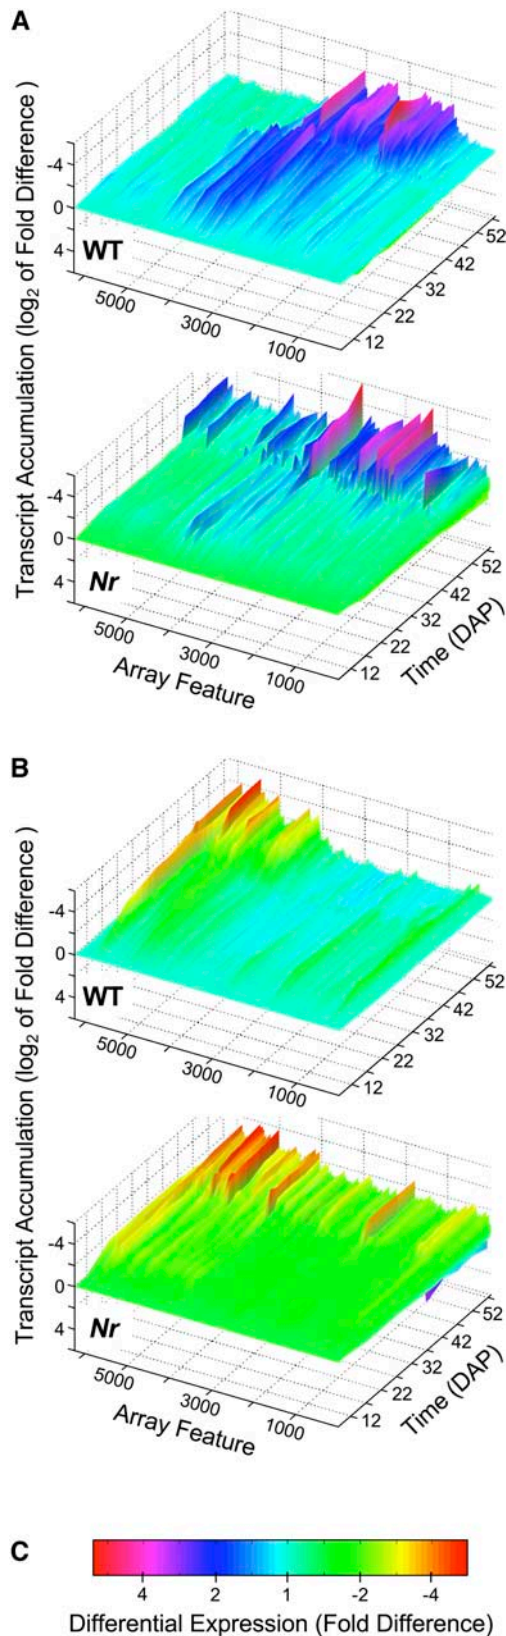 A
Transcript Accumulation (log₂ of Fold Difference )
-4
0
4
WT
5000
3000
1000
12
22
32
42
52
-4
0
4
Nr
5000
3000
1000
Array Feature
12
22
32
42
52
Time (DAP)
B
Transcript Accumulation (log₂ of Fold Difference )
-4
0
4
WT
5000
3000
1000
12
22
32
42
52
-4
0
4
Nr
5000
3000
1000
Array Feature
12
22
32
42
52
Time (DAP)
C
4 2 1 -2 -4
Differential Expression (Fold Difference)